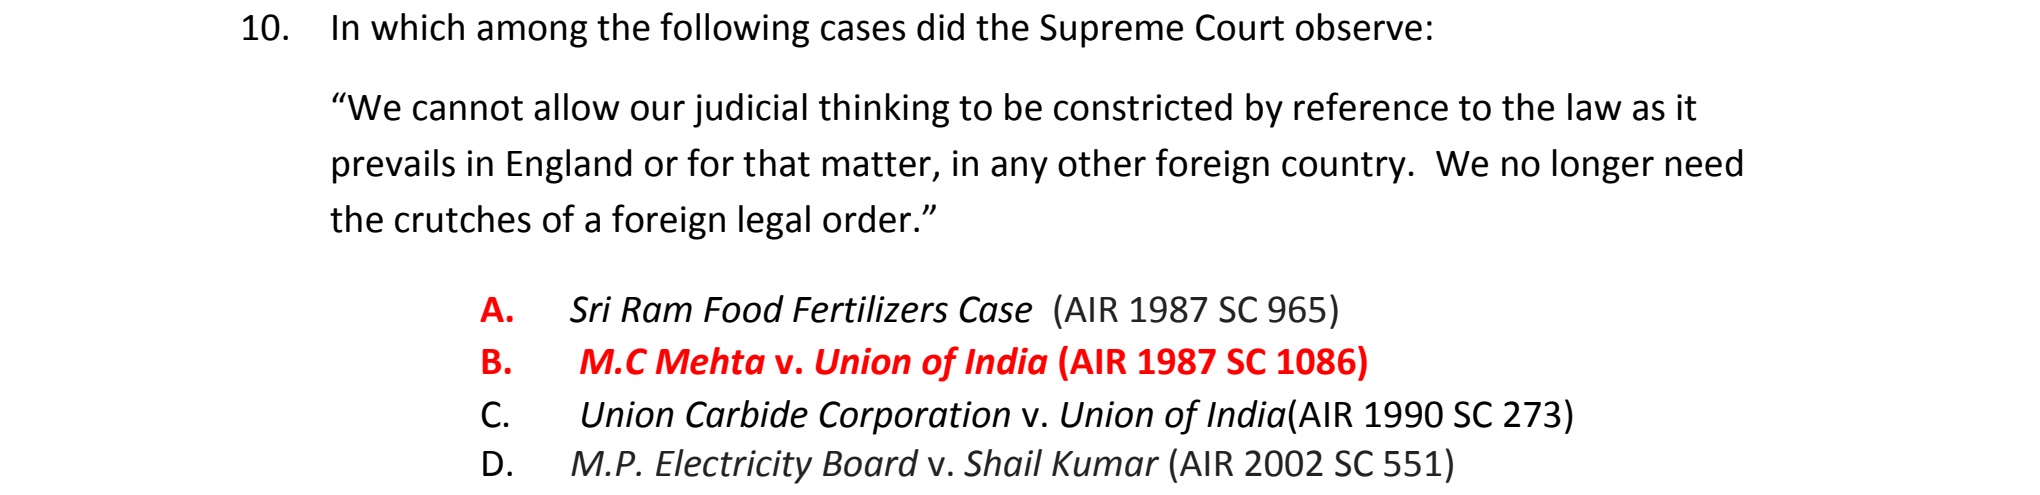 10. In which among the following cases did the Supreme Court observe:
“We cannot allow our judicial thinking to be constricted by reference to the law as it
prevails in England or for that matter, in any other foreign country.  We no longer need
the crutches of a foreign legal order.”
A. Sri Ram Food Fertilizers Case  (AIR 1987 SC 965)
B. M.C Mehta v. Union of India (AIR 1987 SC 1086)
C. Union Carbide Corporation v. Union of India(AIR 1990 SC 273)
D. M.P. Electricity Board v. Shail Kumar (AIR 2002 SC 551)